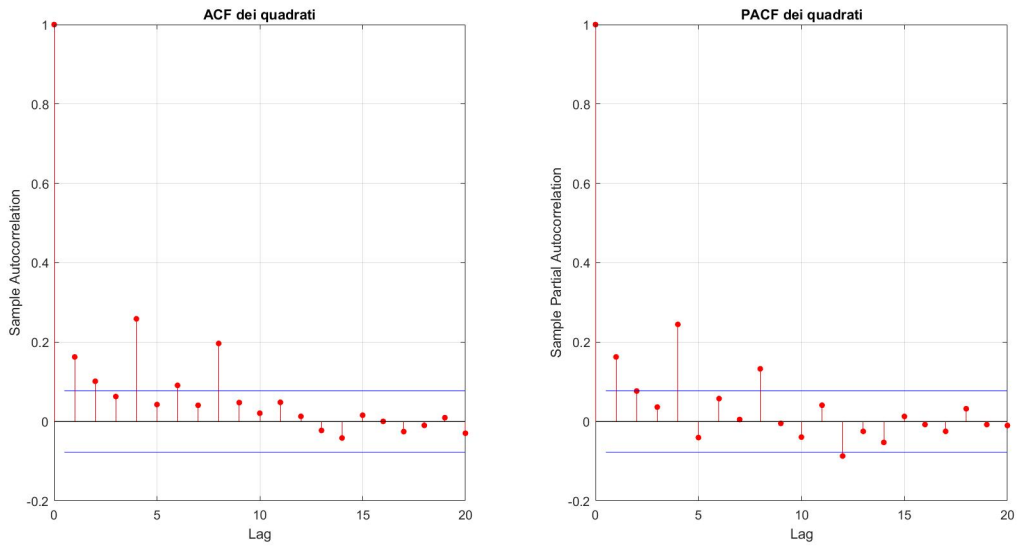 ACF dei quadrati
1
0.8
0.6
0.4
0.2
0
-0.2
Sample Autocorrelation
0 5 10 15 20
Lag
PACF dei quadrati
1
0.8
0.6
0.4
0.2
0
-0.2
Sample Partial Autocorrelation
0 5 10 15 20
Lag